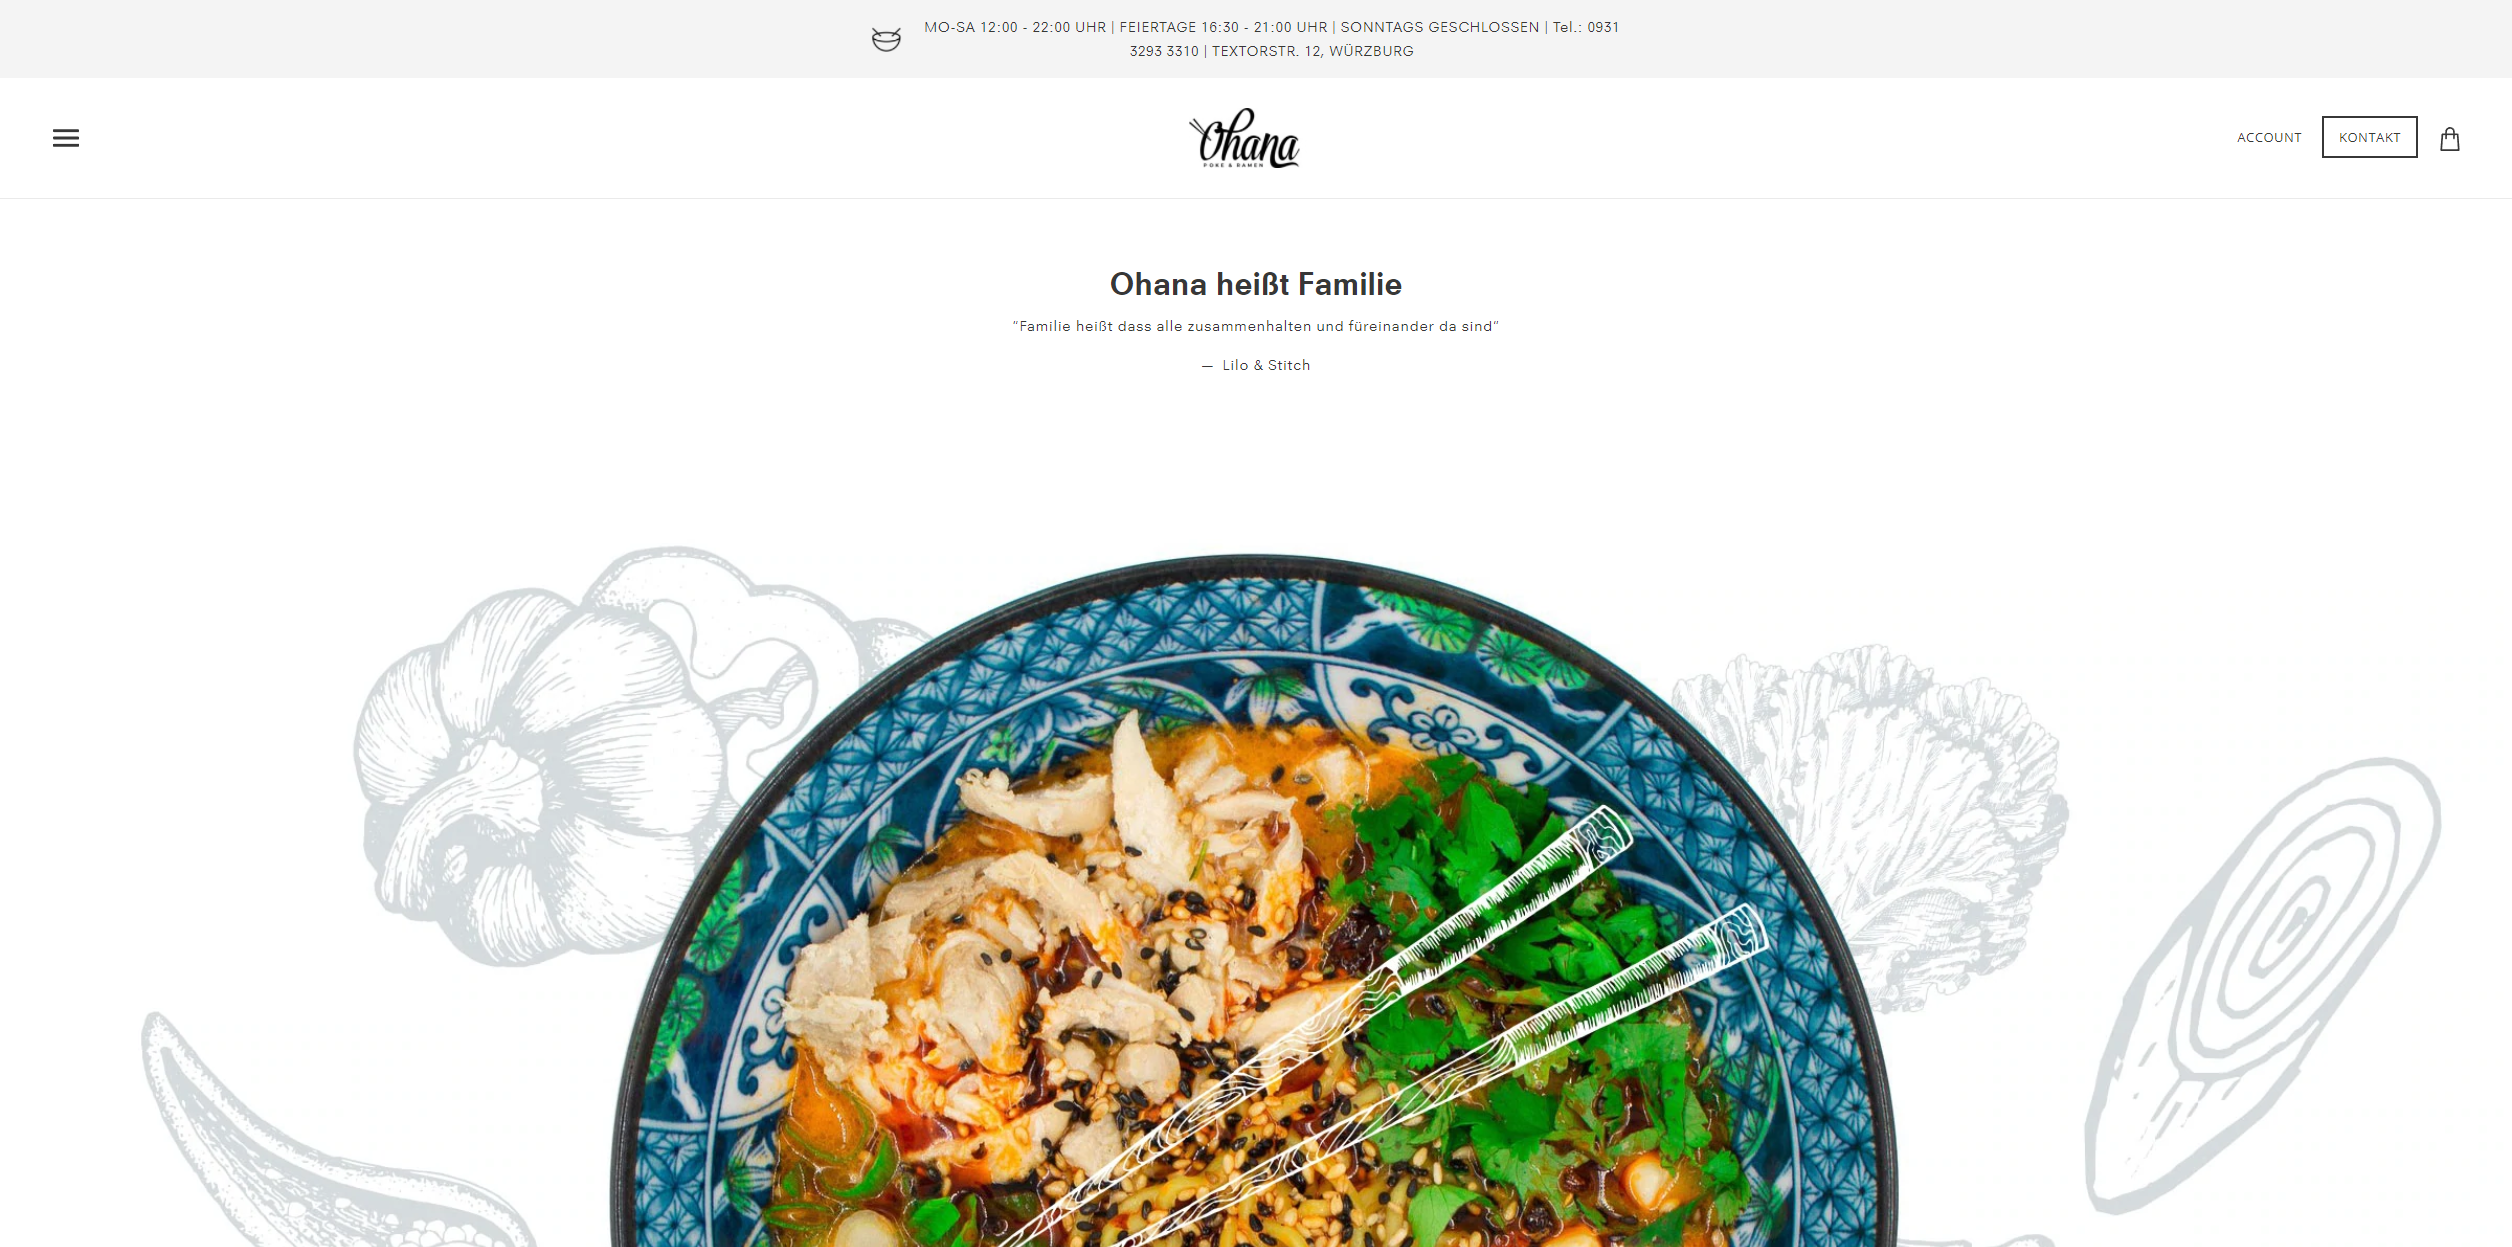 MO-SA 12:00 - 22:00 UHR | FEIERTAGE 16:30 - 21:00 UHR | SONNTAGS GESCHLOSSEN | Tel.: 0931
3293 3310 | TEXTORSTR. 12, WÜRZBURG
Ohana
POKE & RAMEN
ACCOUNT
KONTAKT
Ohana heißt Familie
"Familie heißt dass alle zusammenhalten und füreinander da sind"
— Lilo & Stitch